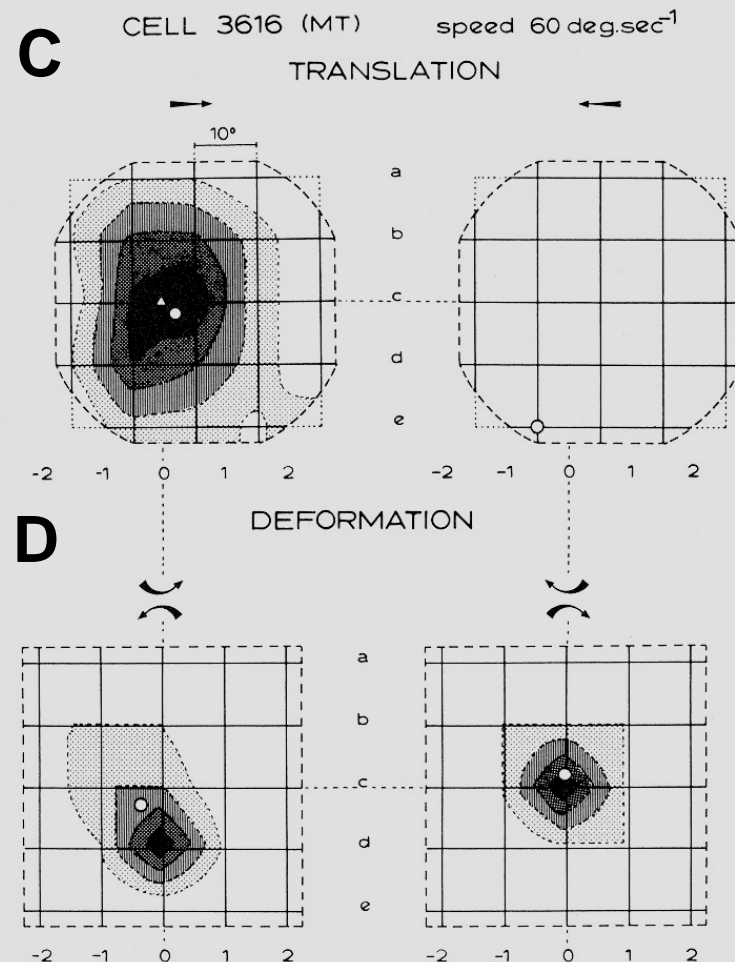 C
CELL 3616 (MT) speed 60 deg.sec⁻¹
TRANSLATION
10°
a
b
c
d
e
-2 -1 0 1 2 -2 -1 0 1 2
D
DEFORMATION
a
b
c
d
e
-2 -1 0 1 2 -2 -1 0 1 2